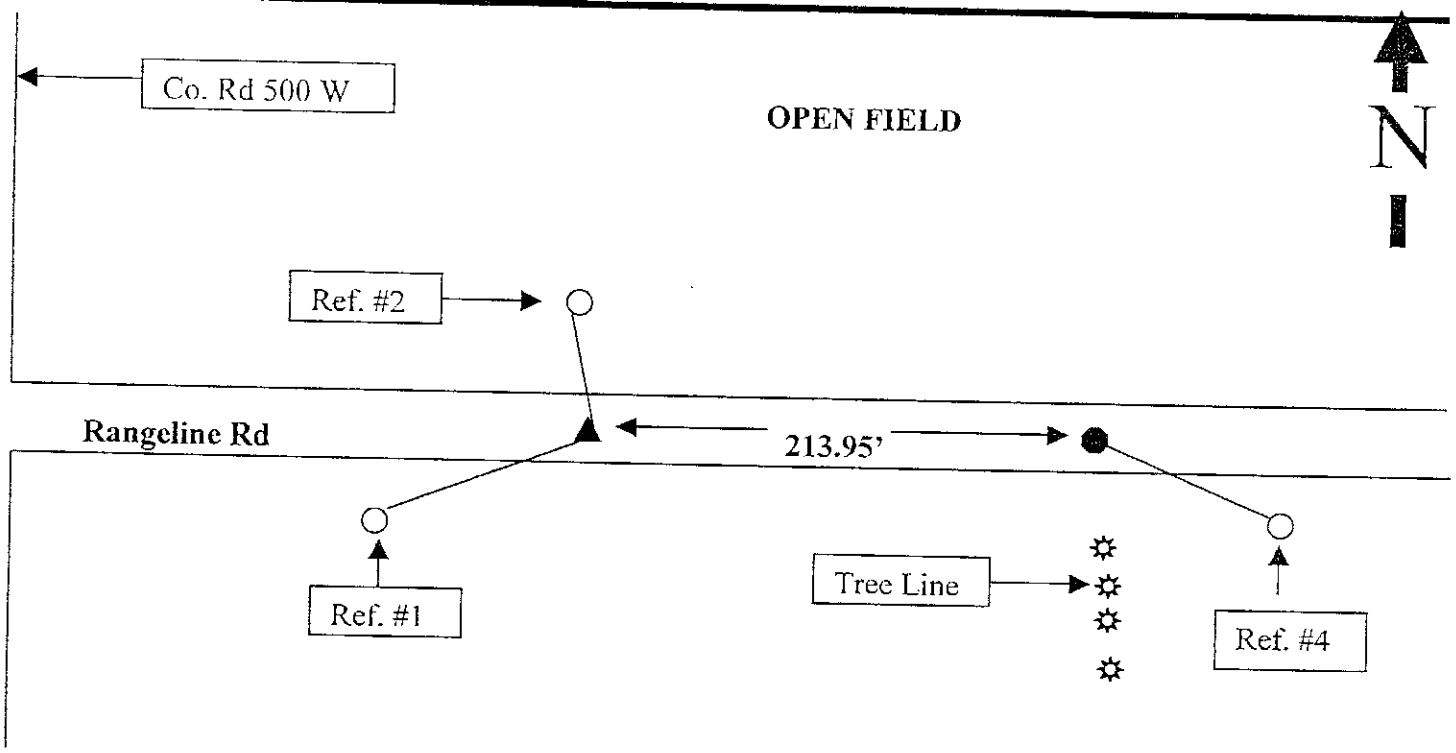 Co. Rd 500 W
OPEN FIELD
N
Ref. #2
Rangeline Rd
213.95’
Ref. #1
Tree Line
Ref. #4